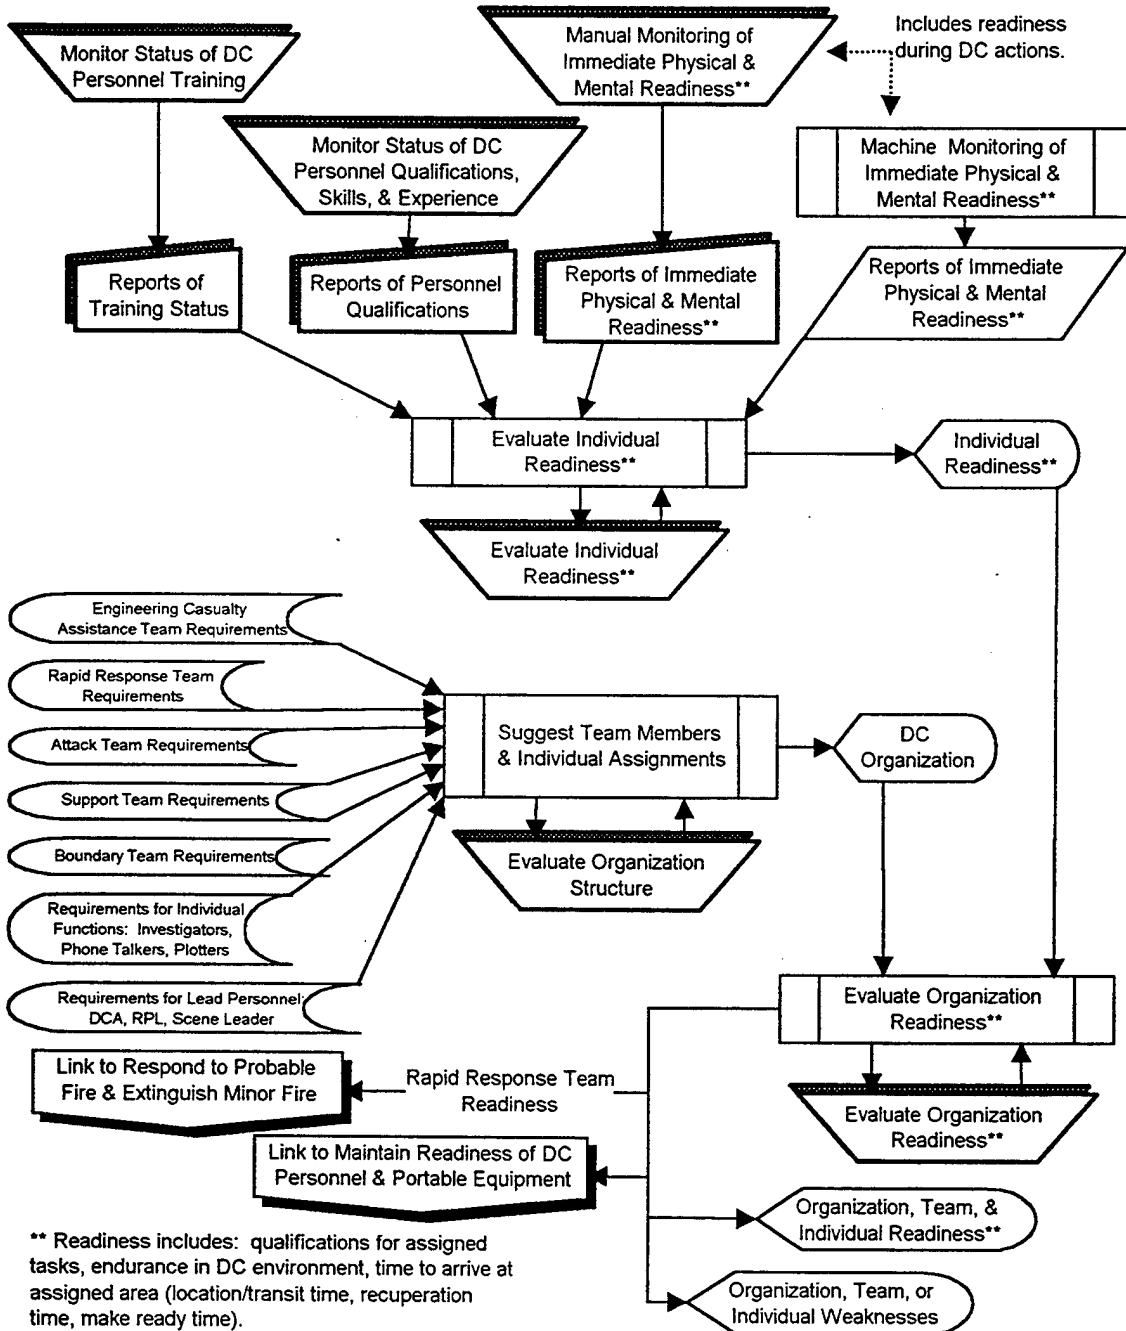 Monitor Status of DC
Personnel Training
Manual Monitoring of
Immediate Physical &
Mental Readiness**
Includes readiness
during DC actions.
Monitor Status of DC
Personnel Qualifications,
Skills, & Experience
Machine Monitoring of
Immediate Physical &
Mental Readiness**
Reports of
Training Status
Reports of Personnel
Qualifications
Reports of Immediate
Physical & Mental
Readiness**
Reports of Immediate
Physical & Mental
Readiness**
Evaluate Individual
Readiness**
Individual
Readiness**
Evaluate Individual
Readiness**
Engineering Casualty
Assistance Team Requirements
Rapid Response Team
Requirements
Attack Team Requirements
Support Team Requirements
Boundary Team Requirements
Requirements for Individual
Functions: Investigators,
Phone Talkers, Plotters
Requirements for Lead Personnel:
DCA, RPL, Scene Leader
Suggest Team Members
& Individual Assignments
DC
Organization
Evaluate Organization
Structure
Evaluate Organization
Readiness**
Evaluate Organization
Readiness**
Link to Respond to Probable
Fire & Extinguish Minor Fire
Rapid Response Team
Readiness
Link to Maintain Readiness of DC
Personnel & Portable Equipment
Organization, Team, &
Individual Readiness**
Organization, Team, or
Individual Weaknesses
** Readiness includes: qualifications for assigned
tasks, endurance in DC environment, time to arrive at
assigned area (location/transit time, recuperation
time, make ready time).